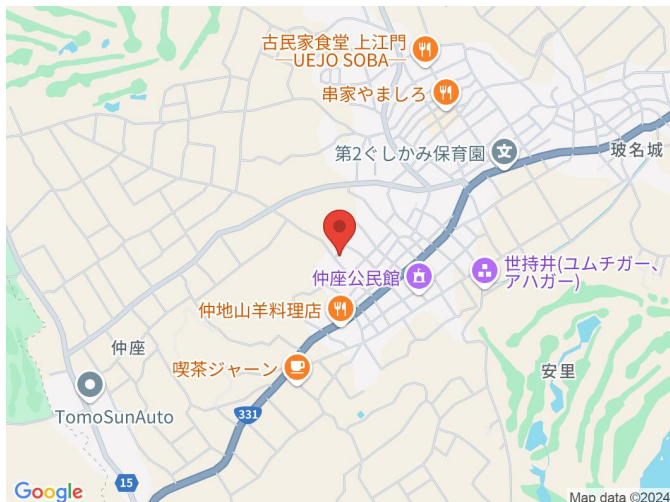 古民家食堂 上江門
―UEJO SOBA―
串家やましろ
第2ぐしかみ保育園
玻名城
仲座公民館
世持井(ユムチガー、
アハガー)
仲地山羊料理店
仲座
喫茶ジャーン
安里
TomoSunAuto
331
15
Google
Map data ©2024